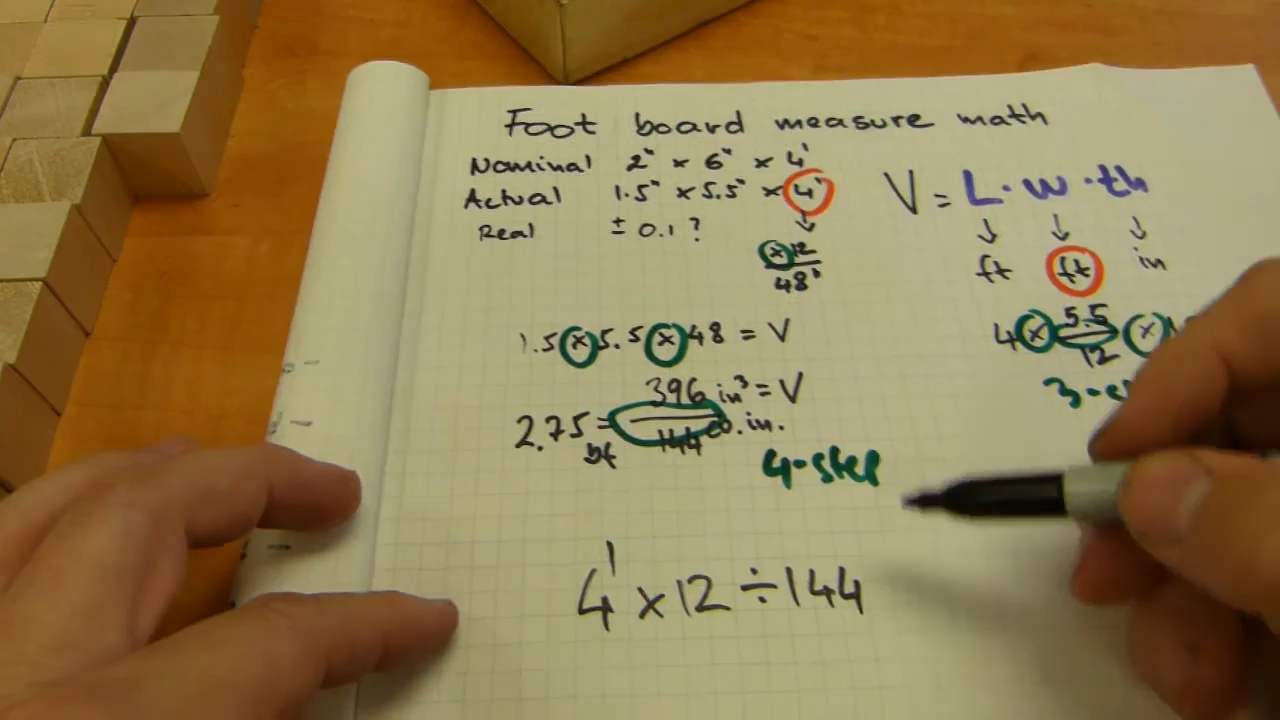 Foot board measure math
Nominal 2" × 6" × 4'
Actual 1.5" × 5.5" × 4'
Real ± 0.1 ?
×12
48"
1.5 × 5.5 × 48 = V
396 in³ = V
2.75 = 144 cu. in.
bf
4-step
V = L · w · th
↓ ↓ ↓
ft ft in
4 × 5.5 ×
12
4' × 12 ÷ 144